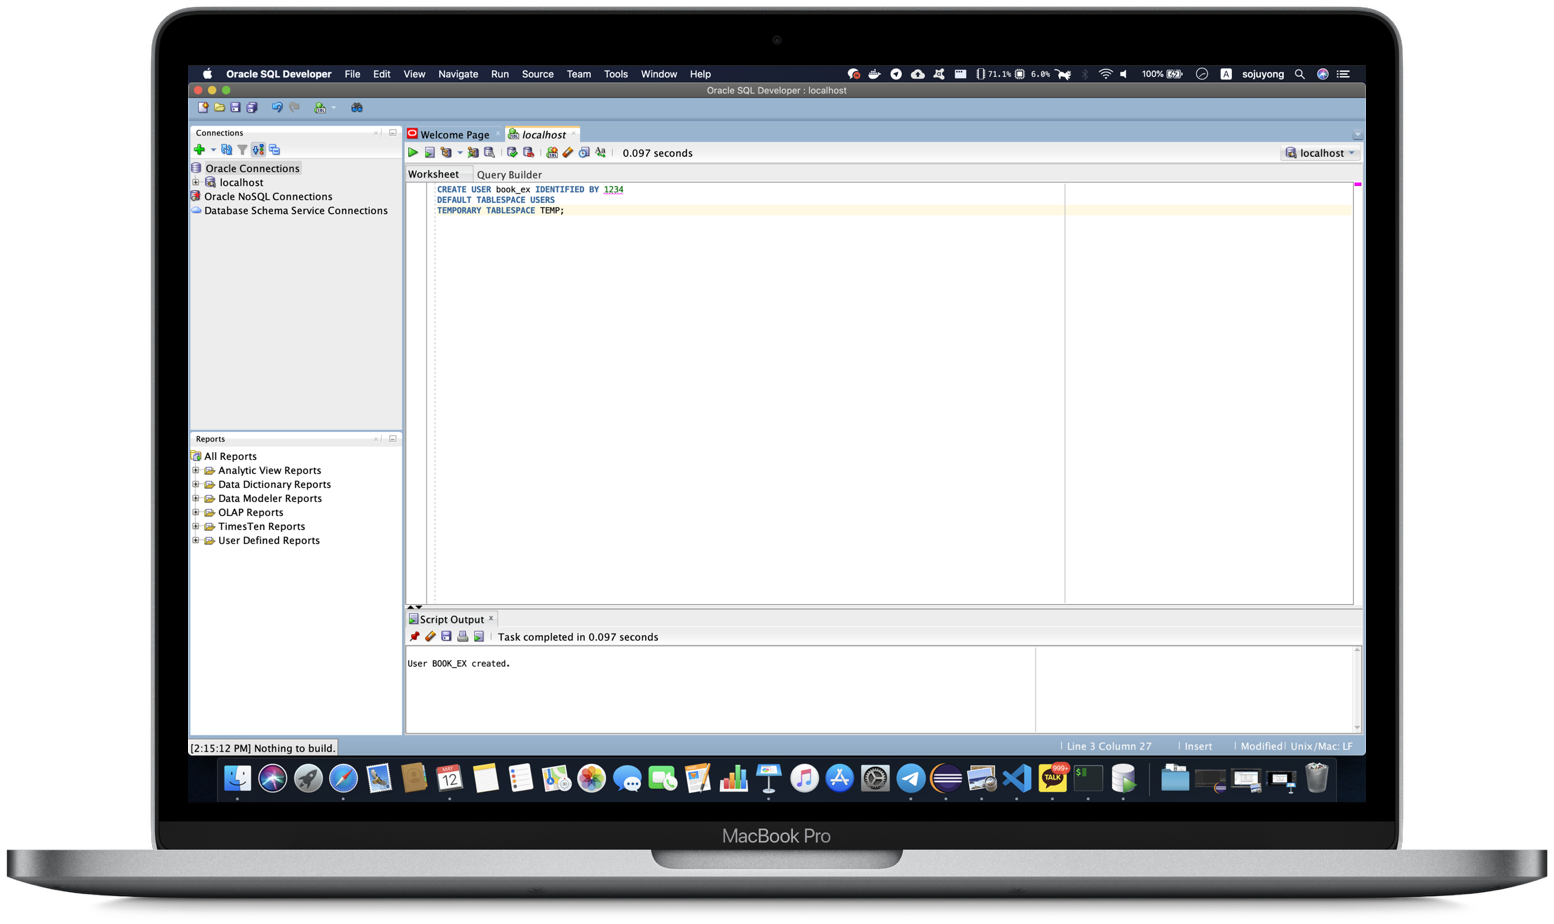 Oracle SQL Developer File Edit View Navigate Run Source Team Tools Window Help 71.1% 6.0% 100% A sojuyong
Oracle SQL Developer : localhost
Connections
Oracle Connections
localhost
Oracle NoSQL Connections
Database Schema Service Connections
Reports
All Reports
Analytic View Reports
Data Dictionary Reports
Data Modeler Reports
OLAP Reports
TimesTen Reports
User Defined Reports
Welcome Page localhost
0.097 seconds localhost
Worksheet Query Builder
CREATE USER book_ex IDENTIFIED BY 1234
DEFAULT TABLESPACE USERS
TEMPORARY TABLESPACE TEMP;
Script Output
Task completed in 0.097 seconds
User BOOK_EX created.
[2:15:12 PM] Nothing to build.
Line 3 Column 27 Insert Modified Unix/Mac: LF
MAY
12
TALK
999+
$
MacBook Pro